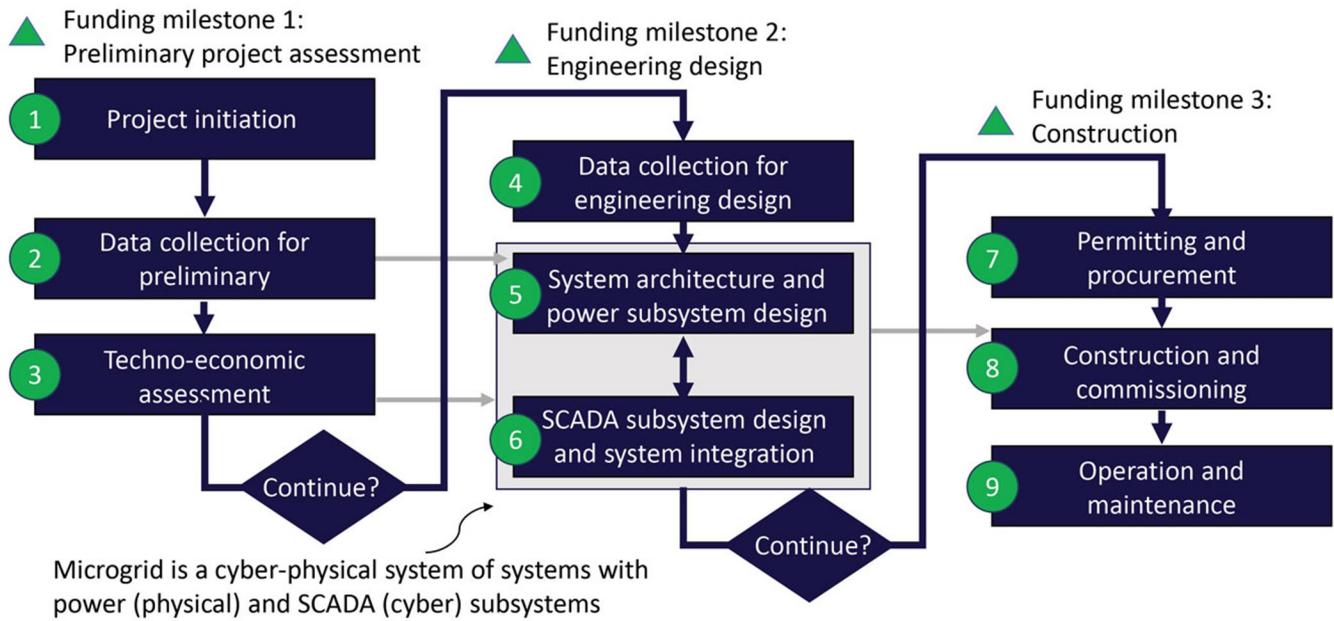 Funding milestone 1:
Preliminary project assessment
1
Project initiation
2
Data collection for
preliminary
3
Techno-economic
assessment
Continue?
Funding milestone 2:
Engineering design
4
Data collection for
engineering design
5
System architecture and
power subsystem design
6
SCADA subsystem design
and system integration
Continue?
Funding milestone 3:
Construction
7
Permitting and
procurement
8
Construction and
commissioning
9
Operation and
maintenance
Microgrid is a cyber-physical system of systems with
power (physical) and SCADA (cyber) subsystems